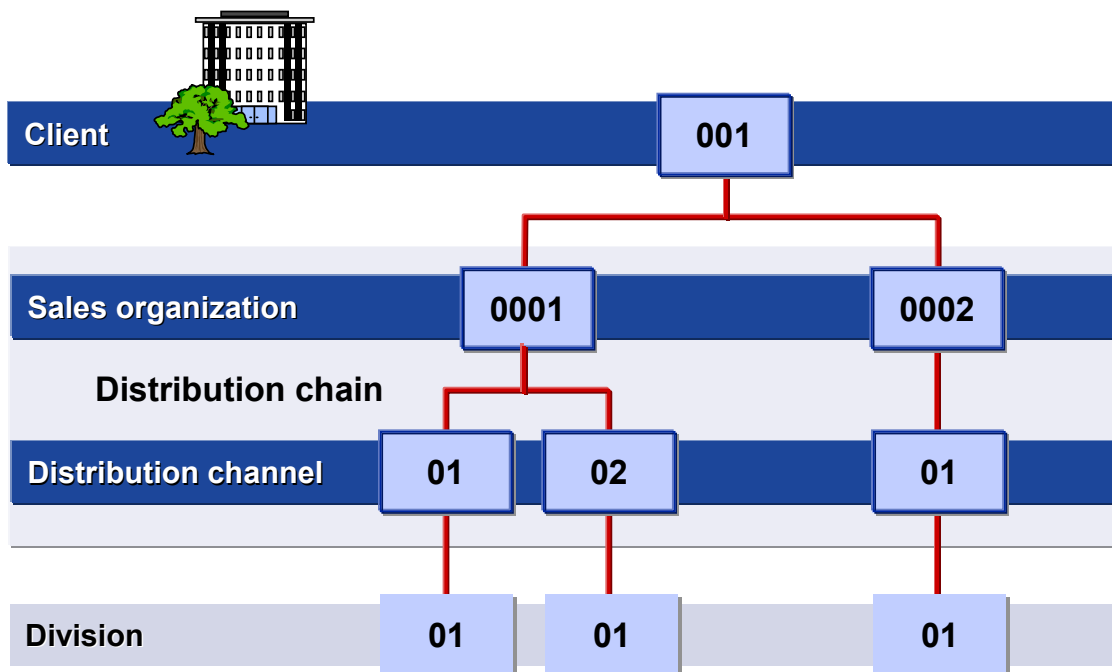 Client
001
Sales organization
0001
0002
Distribution chain
Distribution channel
01
02
01
Division
01
01
01